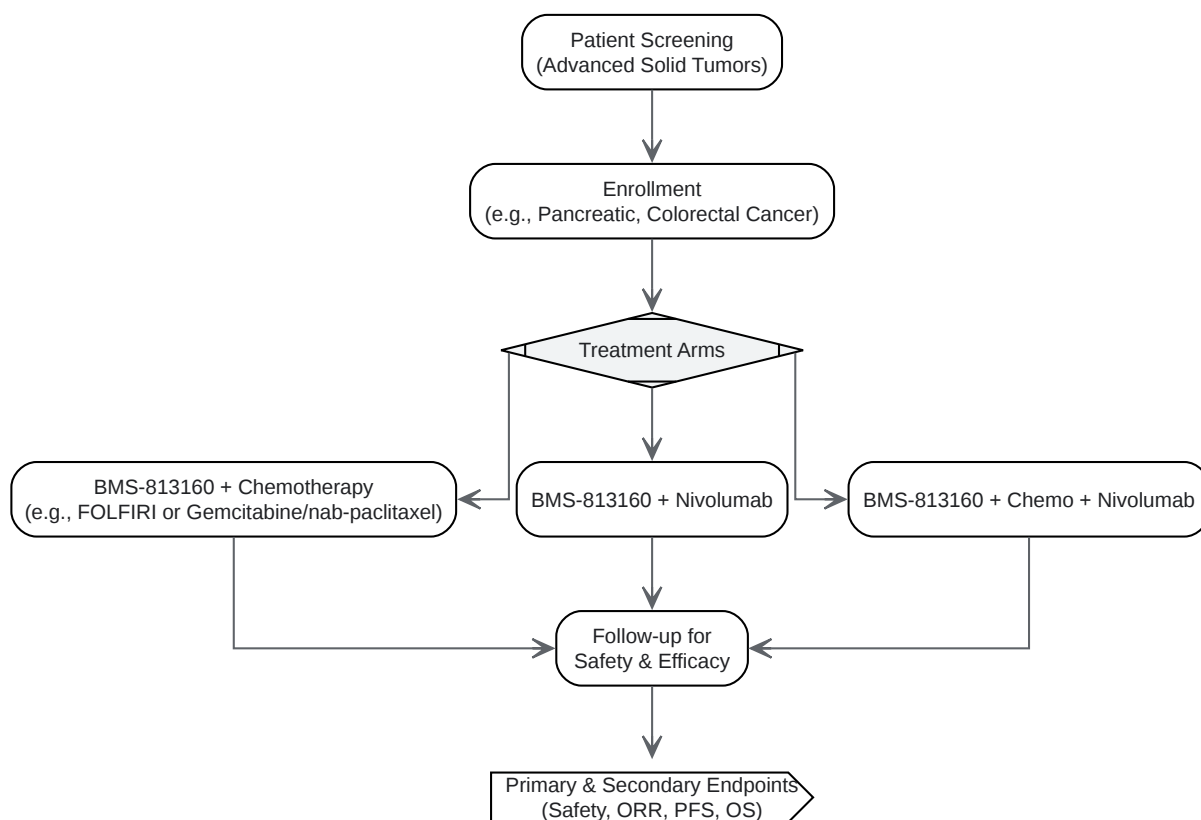 Patient Screening
(Advanced Solid Tumors)
Enrollment
(e.g., Pancreatic, Colorectal Cancer)
Treatment Arms
BMS-813160 + Chemotherapy
(e.g., FOLFIRI or Gemcitabine/nab-paclitaxel)
BMS-813160 + Nivolumab
BMS-813160 + Chemo + Nivolumab
Follow-up for
Safety & Efficacy
Primary & Secondary Endpoints
(Safety, ORR, PFS, OS)